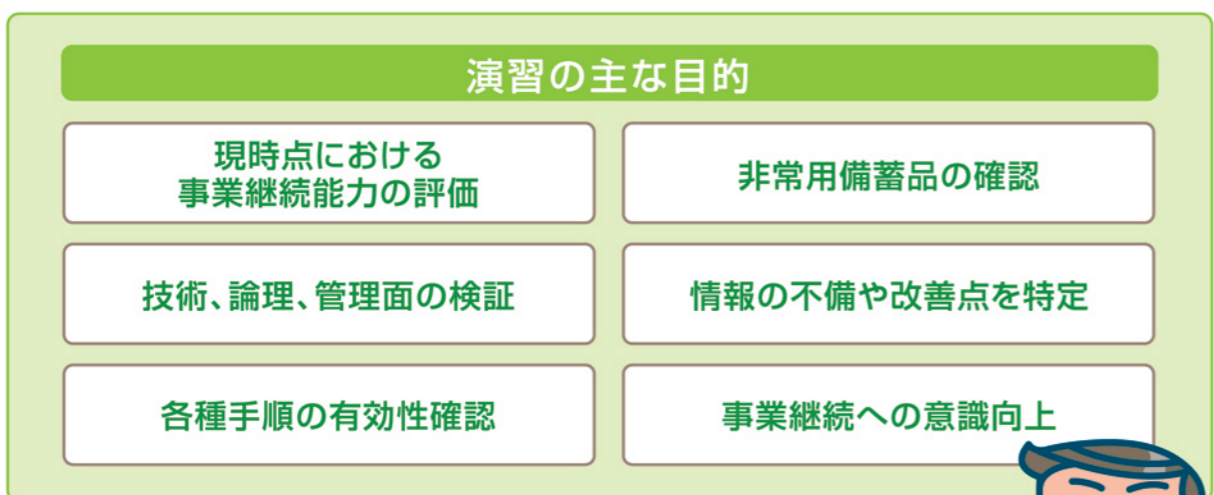 演習の主な目的
現時点における
事業継続能力の評価
非常用備蓄品の確認
技術、論理、管理面の検証
情報の不備や改善点を特定
各種手順の有効性確認
事業継続への意識向上